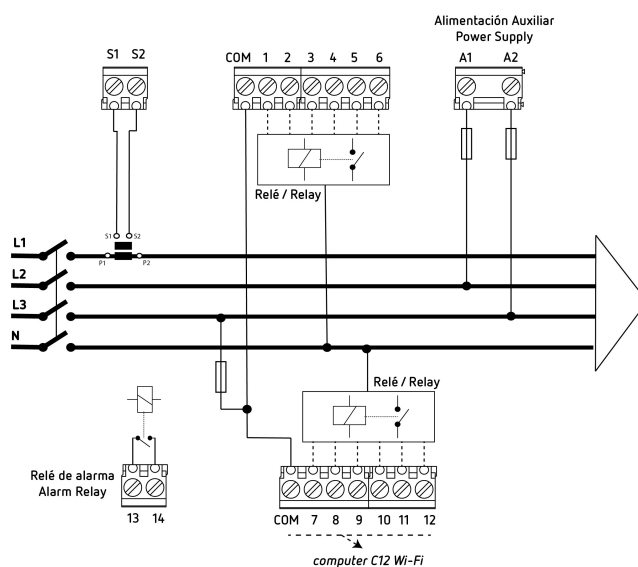 Alimentación Auxiliar
Power Supply
S1 S2
COM 1 2 3 4 5 6
A1 A2
Relé / Relay
S1 S2
L1
P1 P2
L2
L3
N
Relé / Relay
Relé de alarma
Alarm Relay
13 14
COM 7 8 9 10 11 12
computer C12 Wi-Fi